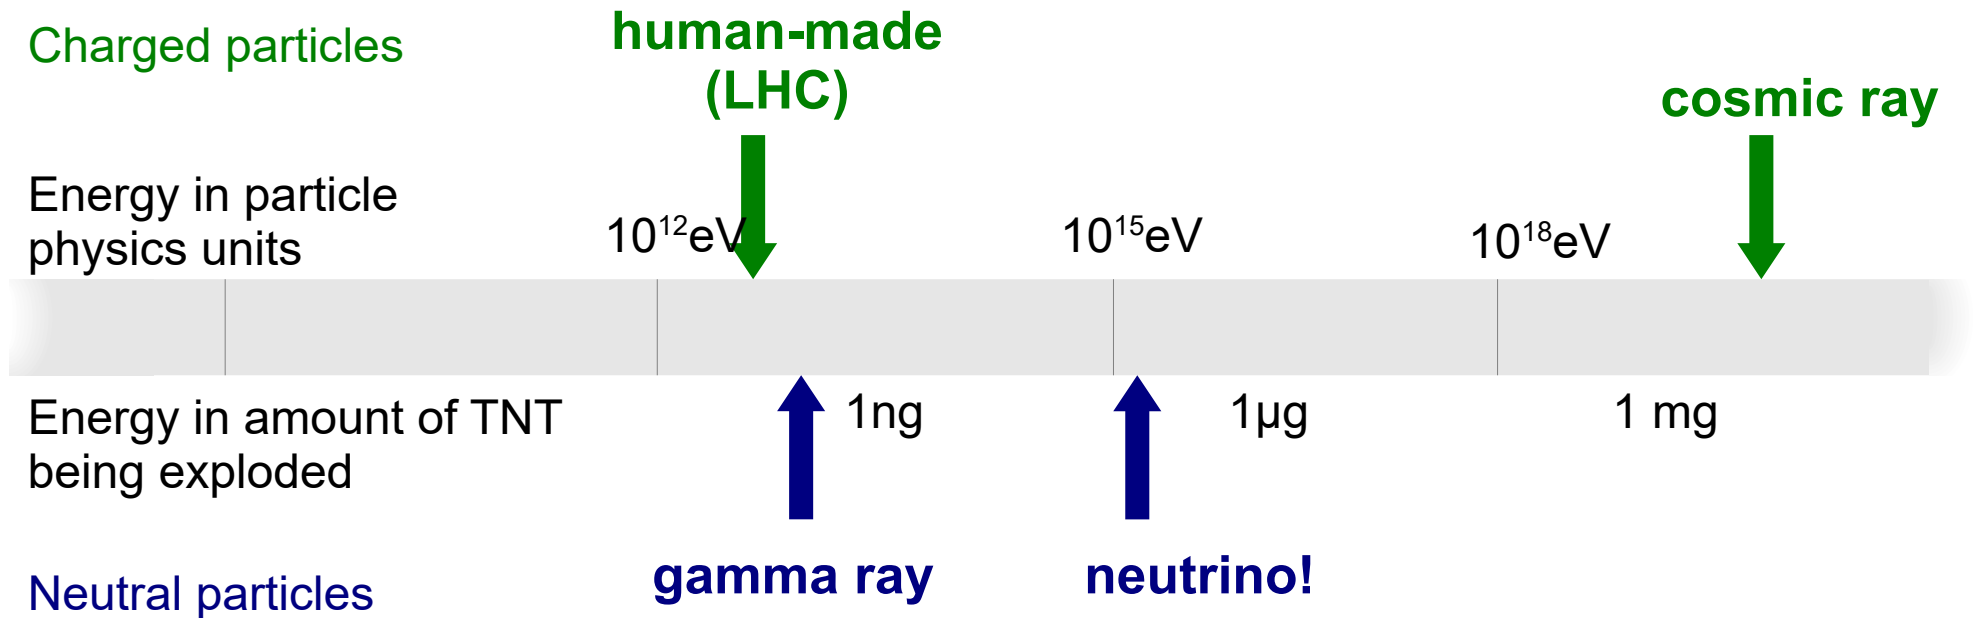 Charged particles
human-made
(LHC)
cosmic ray
Energy in particle
physics units
10¹²eV
10¹⁵eV
10¹⁸eV
Energy in amount of TNT
being exploded
1ng
1µg
1 mg
gamma ray
neutrino!
Neutral particles